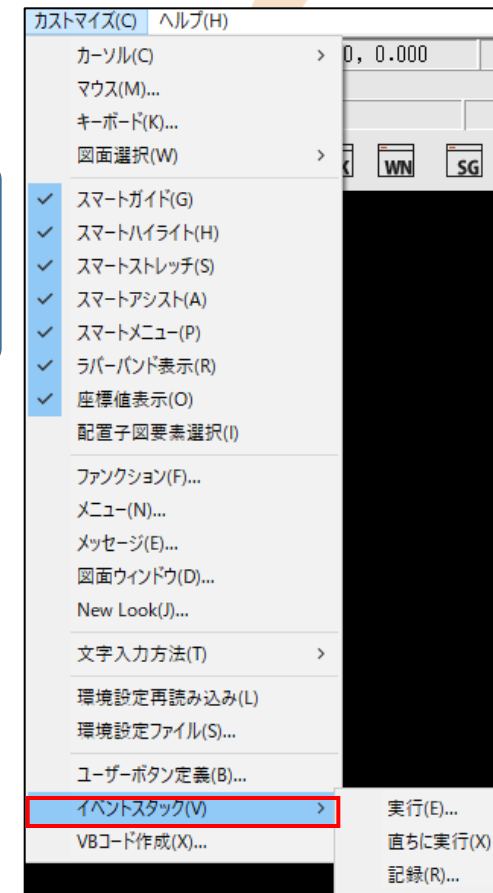 カスタマイズ(C) ヘルプ(H)
カーソル(C)
0, 0.000
マウス(M)...
キーボード(K)...
図面選択(W)
WN SG
スマートガイド(G)
スマートハイライト(H)
スマートストレッチ(S)
スマートアシスト(A)
スマートメニュー(P)
ラバーバンド表示(R)
座標値表示(O)
配置子図要素選択(I)
ファンクション(F)...
メニュー(N)...
メッセージ(E)...
図面ウィンドウ(D)...
New Look(J)...
文字入力方法(T)
環境設定再読み込み(L)
環境設定ファイル(S)...
ユーザーボタン定義(B)...
イベントスタック(V)
実行(E)...
VBコード作成(X)...
直ちに実行(X)
記録(R)...